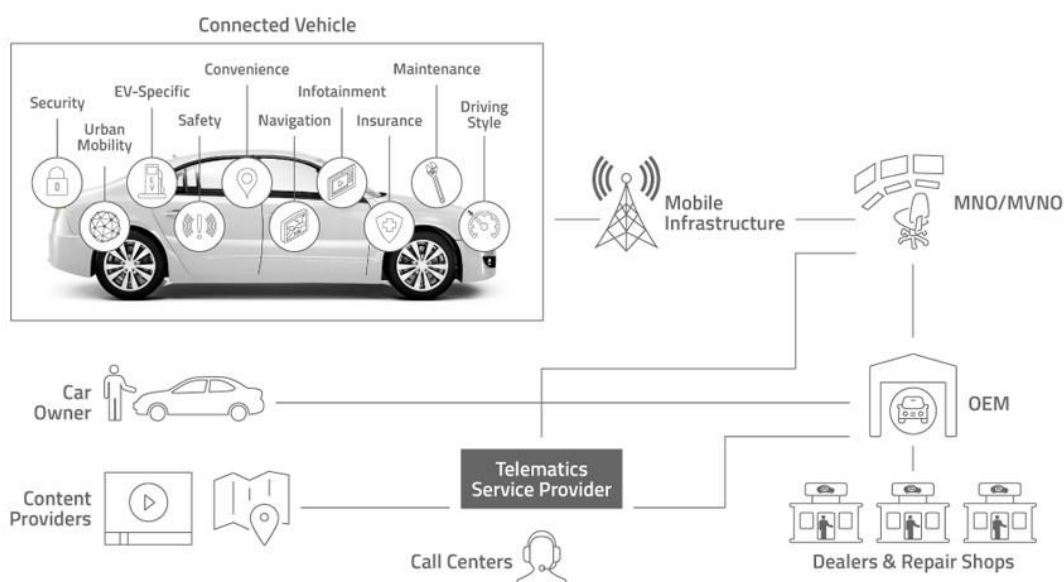 Connected Vehicle
Convenience
Maintenance
EV-Specific
Infotainment
Security
Driving
Style
Urban
Mobility
Safety
Navigation
Insurance
Mobile
Infrastructure
MNO/MVNO
Car
Owner
OEM
Telematics
Service Provider
Content
Providers
Call Centers
Dealers & Repair Shops